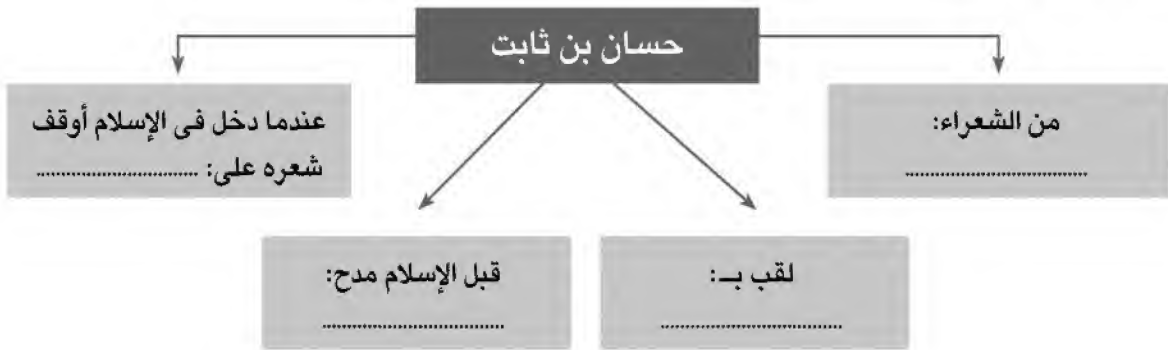 حسان بن ثابت
من الشعراء:
................................
عندما دخل فى الإسلام أوقف
شعره على: ................................
لقب بـ:
................................
قبل الإسلام مدح:
................................